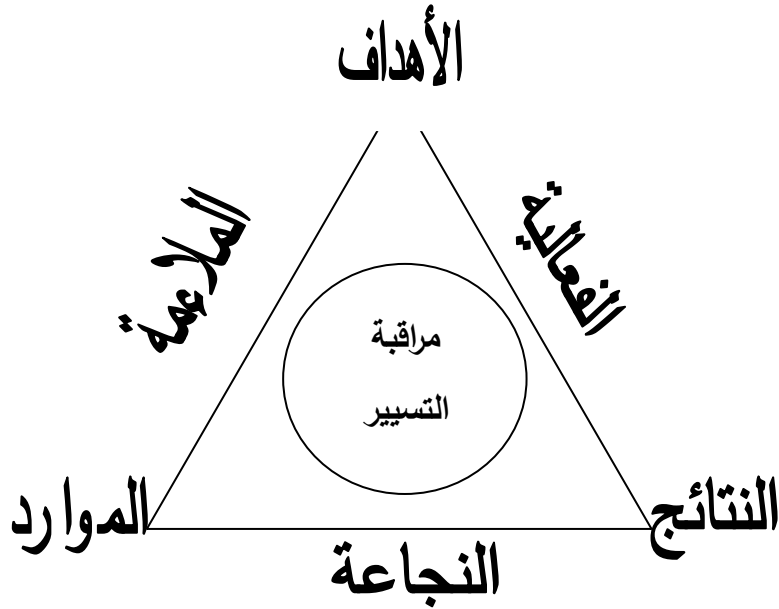 الأهداف
الفعالية
الملاءمة
مراقبة
التسيير
النتائج
الموارد
النجاعة